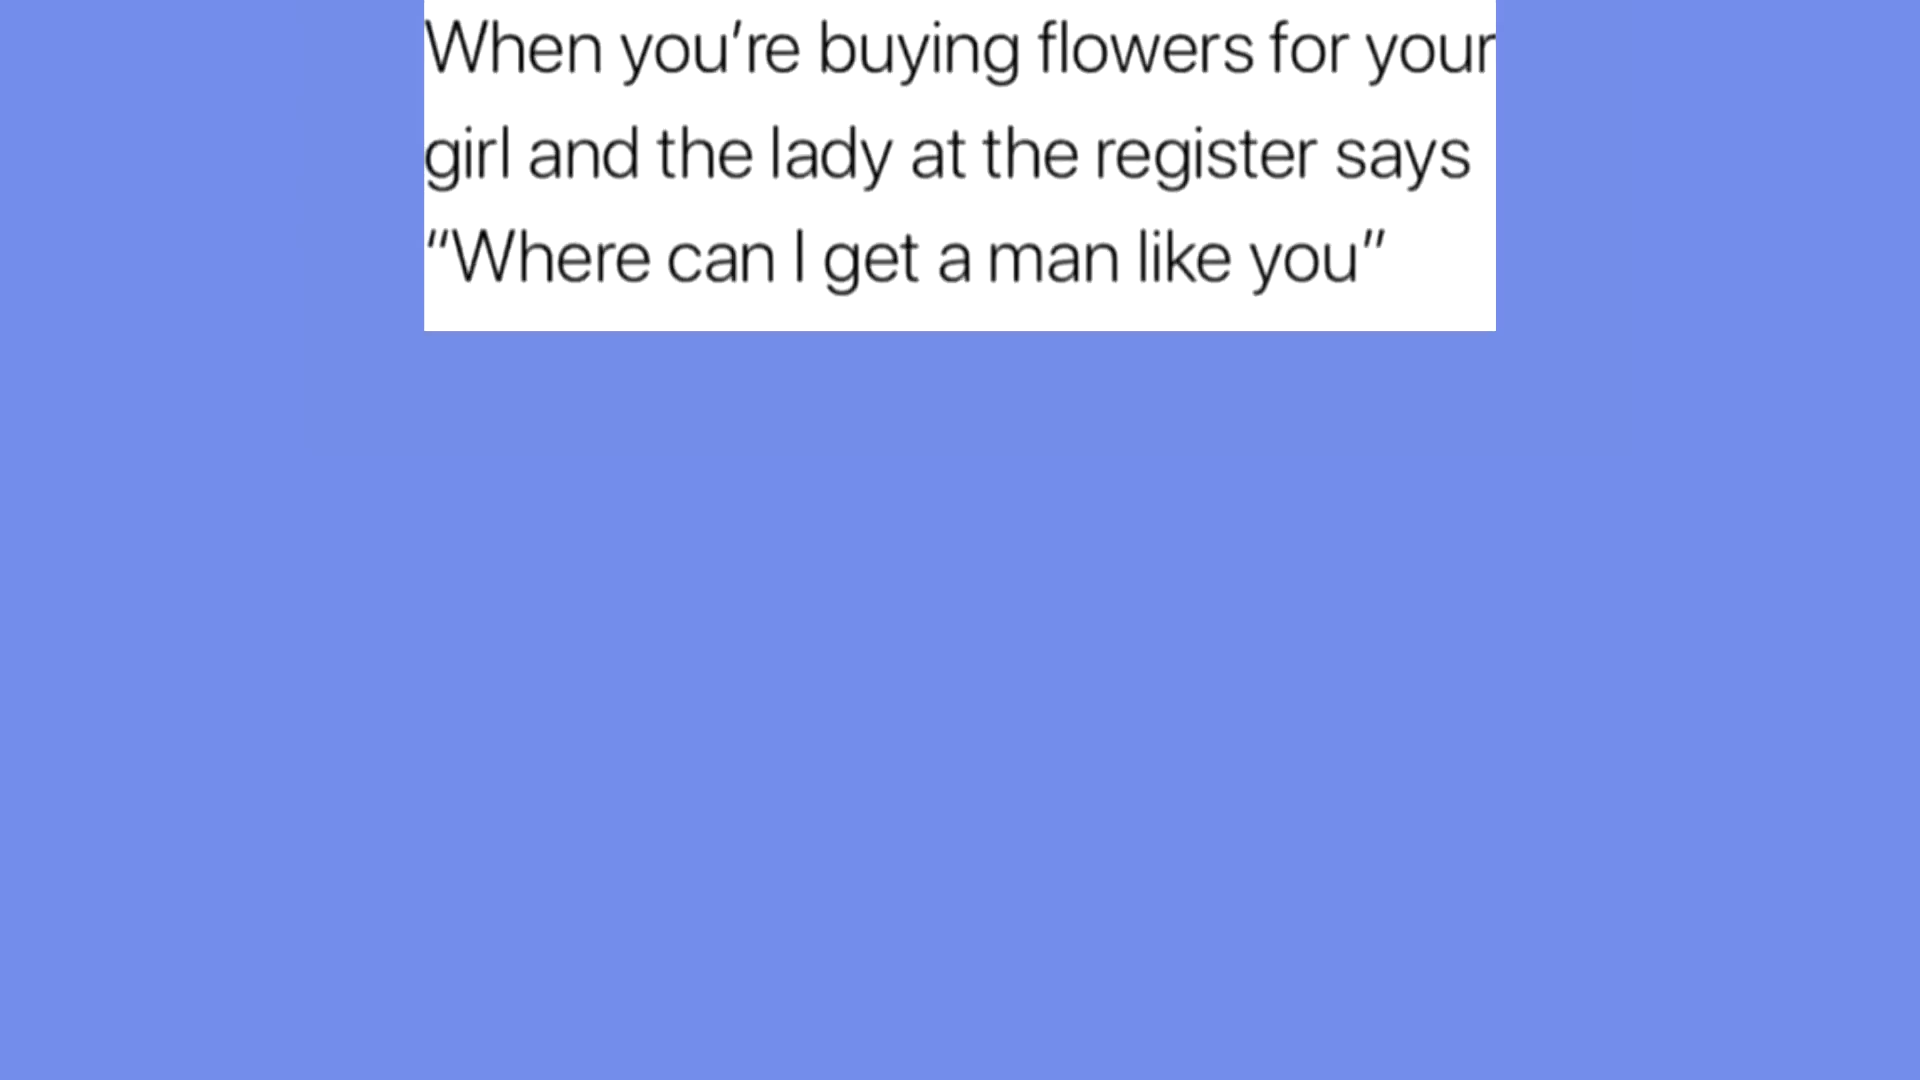 When you’re buying flowers for your
girl and the lady at the register says
“Where can I get a man like you”